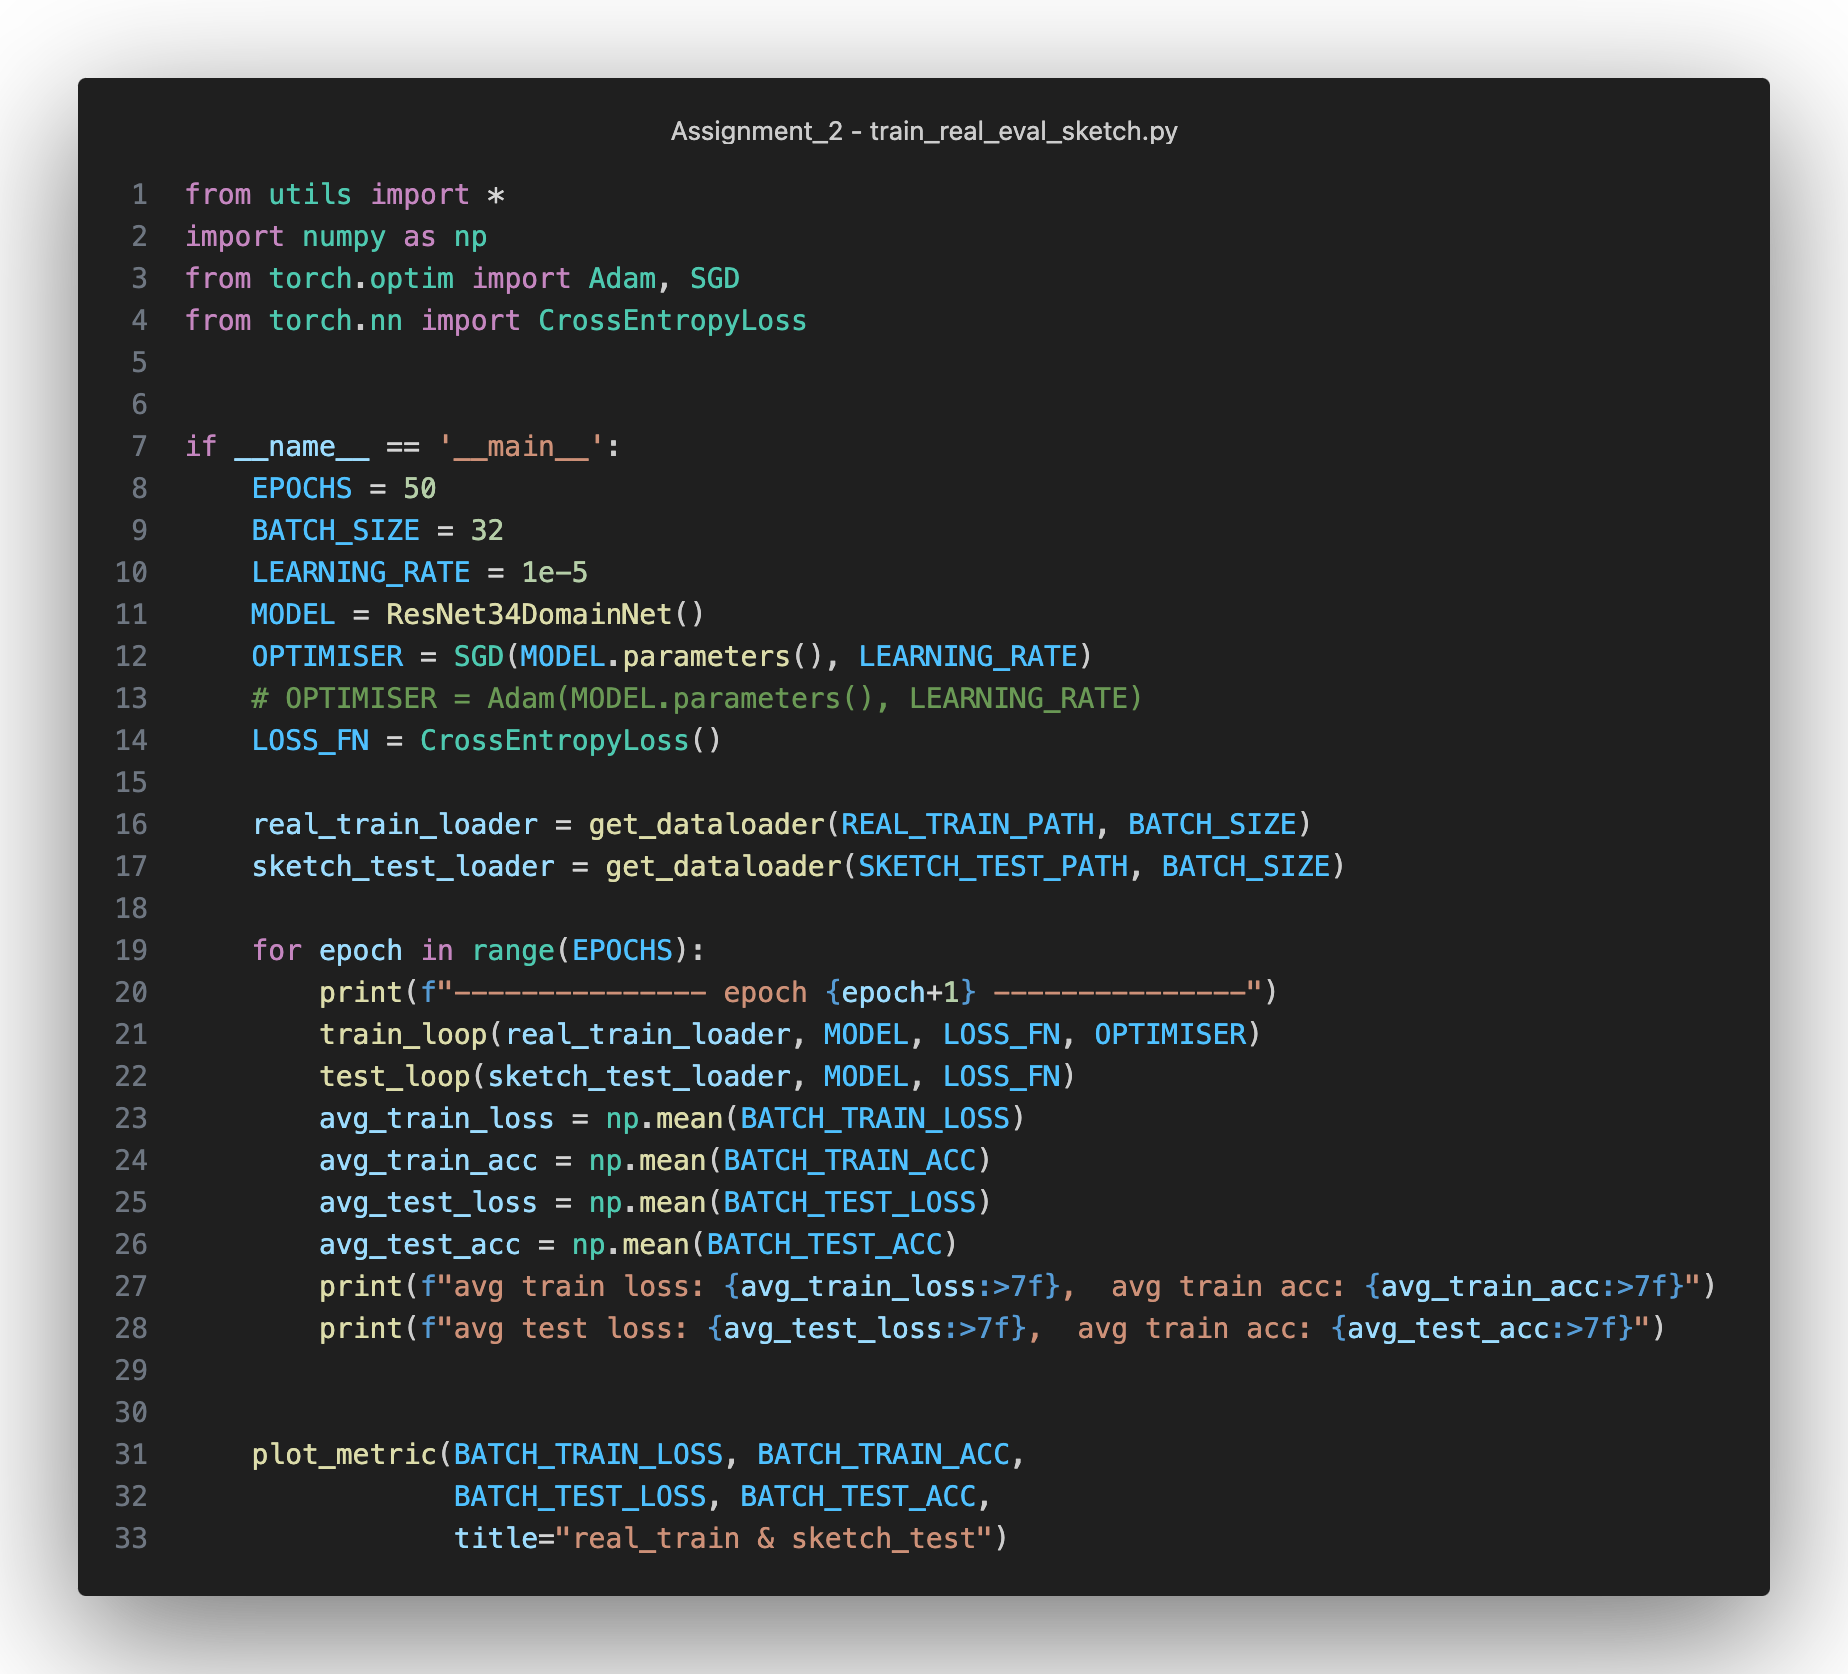 Assignment_2 - train_real_eval_sketch.py
1 from utils import *
2 import numpy as np
3 from torch.optim import Adam, SGD
4 from torch.nn import CrossEntropyLoss
5
6
7 if __name__ == '__main__':
8     EPOCHS = 50
9     BATCH_SIZE = 32
10     LEARNING_RATE = 1e-5
11     MODEL = ResNet34DomainNet()
12     OPTIMISER = SGD(MODEL.parameters(), LEARNING_RATE)
13     # OPTIMISER = Adam(MODEL.parameters(), LEARNING_RATE)
14     LOSS_FN = CrossEntropyLoss()
15
16     real_train_loader = get_dataloader(REAL_TRAIN_PATH, BATCH_SIZE)
17     sketch_test_loader = get_dataloader(SKETCH_TEST_PATH, BATCH_SIZE)
18
19     for epoch in range(EPOCHS):
20         print(f"--------------- epoch {epoch+1} ---------------")
21         train_loop(real_train_loader, MODEL, LOSS_FN, OPTIMISER)
22         test_loop(sketch_test_loader, MODEL, LOSS_FN)
23         avg_train_loss = np.mean(BATCH_TRAIN_LOSS)
24         avg_train_acc = np.mean(BATCH_TRAIN_ACC)
25         avg_test_loss = np.mean(BATCH_TEST_LOSS)
26         avg_test_acc = np.mean(BATCH_TEST_ACC)
27         print(f"avg train loss: {avg_train_loss:>7f},  avg train acc: {avg_train_acc:>7f}")
28         print(f"avg test loss: {avg_test_loss:>7f},  avg train acc: {avg_test_acc:>7f}")
29
30
31     plot_metric(BATCH_TRAIN_LOSS, BATCH_TRAIN_ACC,
32                 BATCH_TEST_LOSS, BATCH_TEST_ACC,
33                 title="real_train & sketch_test")